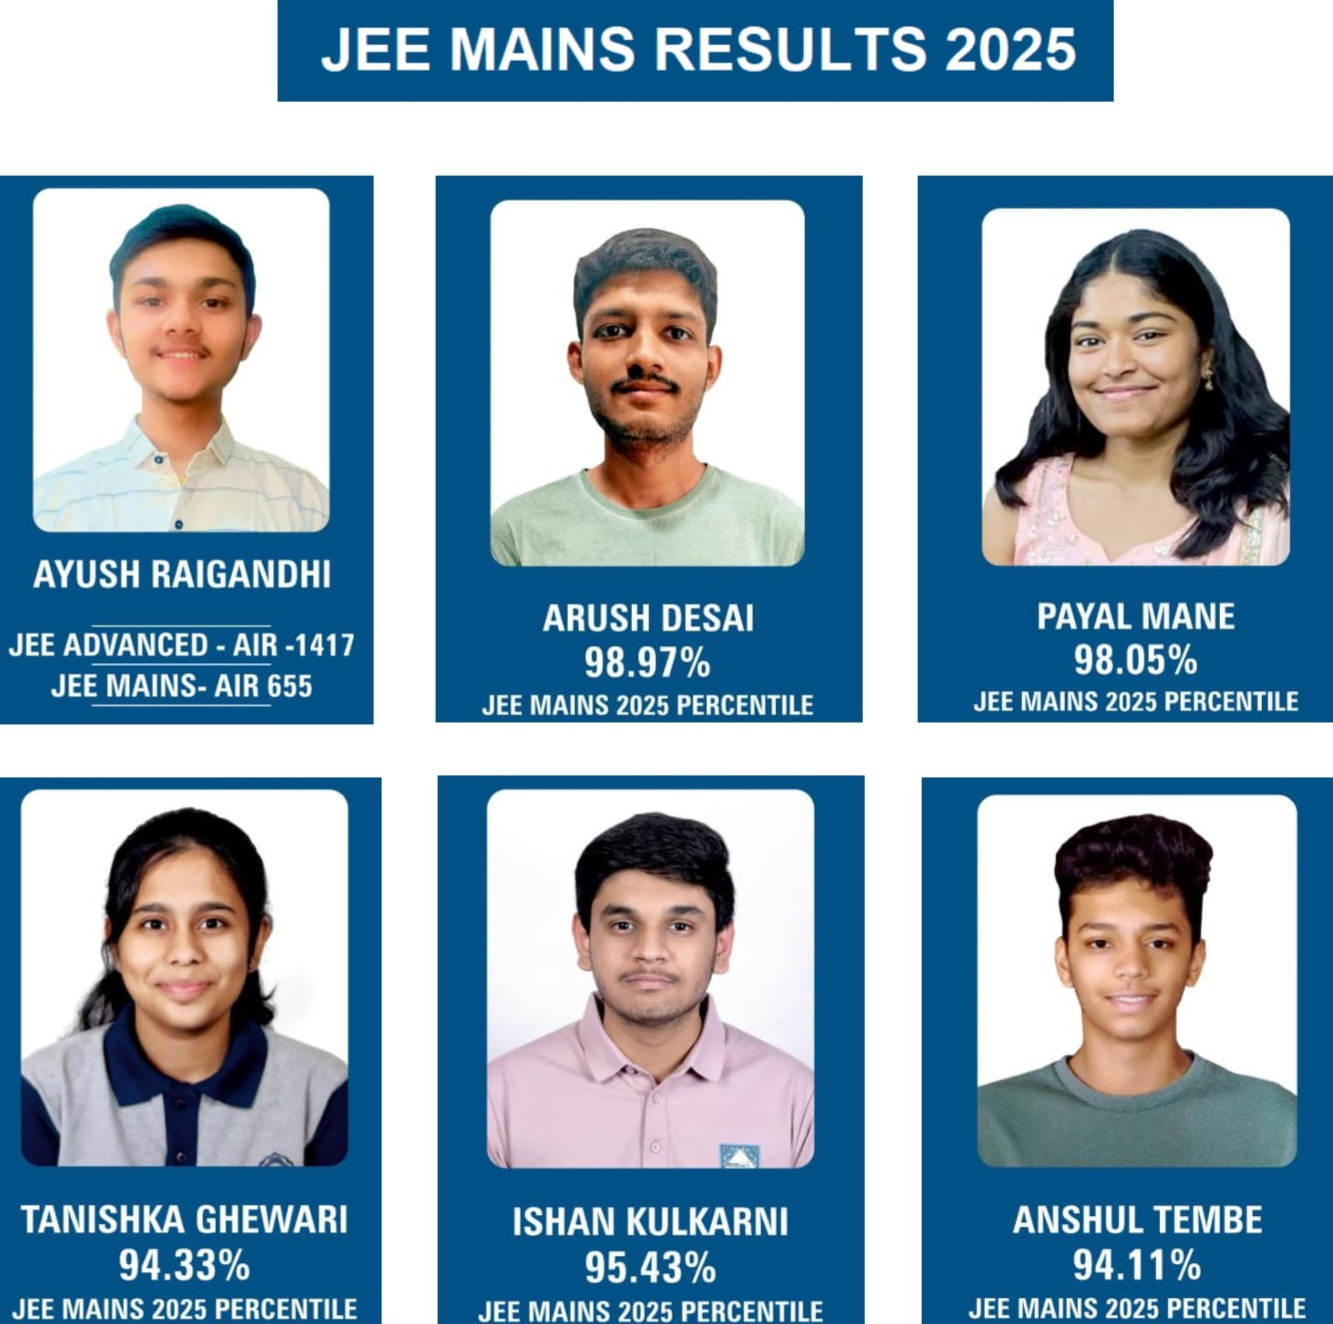 JEE MAINS RESULTS 2025
AYUSH RAIGANDHI
JEE ADVANCED - AIR -1417
JEE MAINS- AIR 655
ARUSH DESAI
98.97%
JEE MAINS 2025 PERCENTILE
PAYAL MANE
98.05%
JEE MAINS 2025 PERCENTILE
TANISHKA GHEWARI
94.33%
JEE MAINS 2025 PERCENTILE
ISHAN KULKARNI
95.43%
JEE MAINS 2025 PERCENTILE
ANSHUL TEMBE
94.11%
JEE MAINS 2025 PERCENTILE